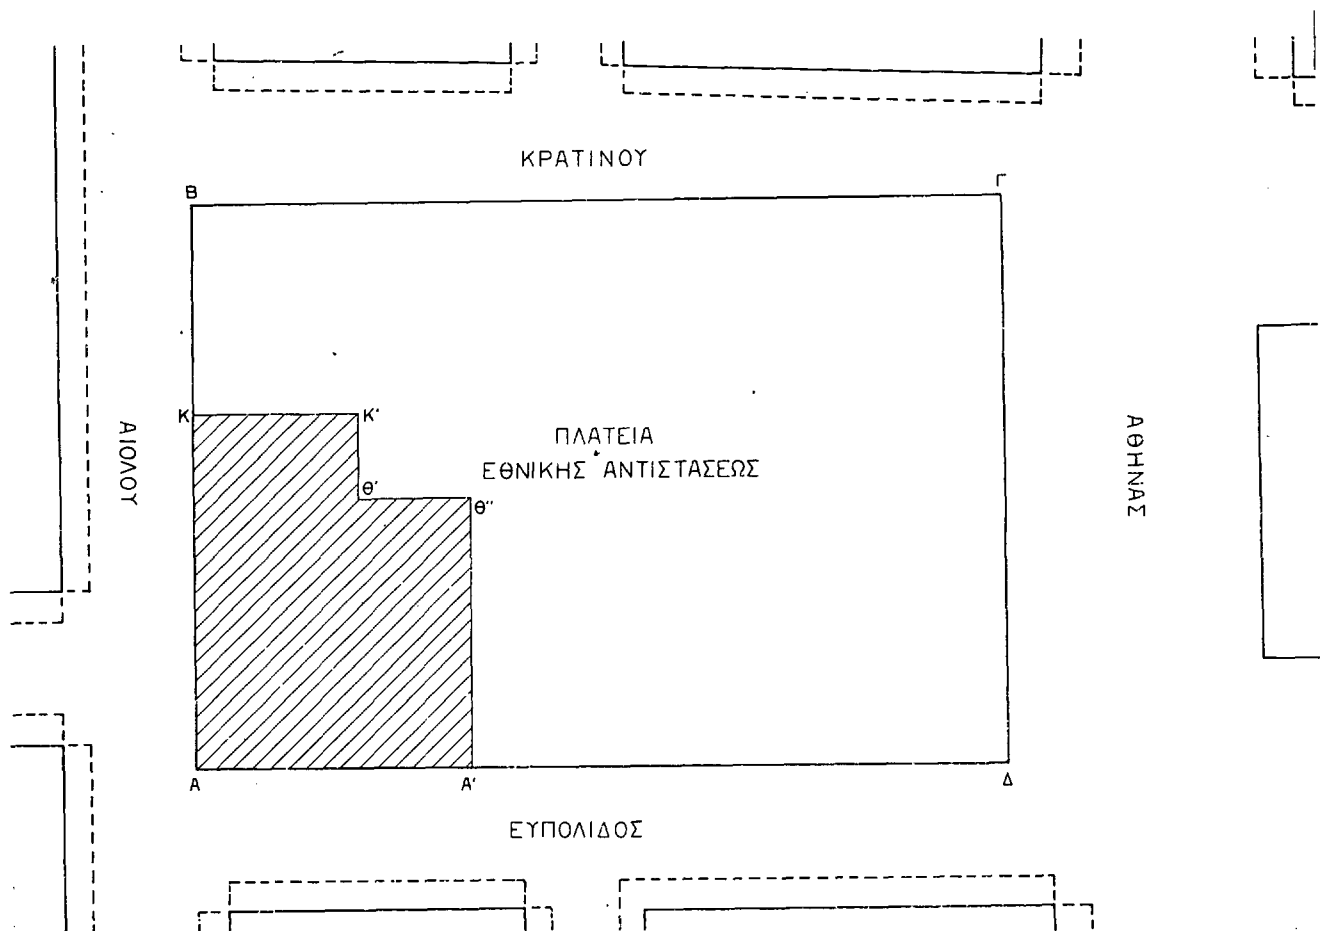 ΚΡΑΤΙΝΟΥ
Β
Γ
Κ
Κ'
ΑΙΟΛΟΥ
ΠΛΑΤΕΙΑ
ΕΘΝΙΚΗΣ ΑΝΤΙΣΤΑΣΕΩΣ
ΑΘΗΝΑΣ
Θ'
Θ''
Α
Α'
Δ
ΕΥΠΟΛΙΔΟΣ